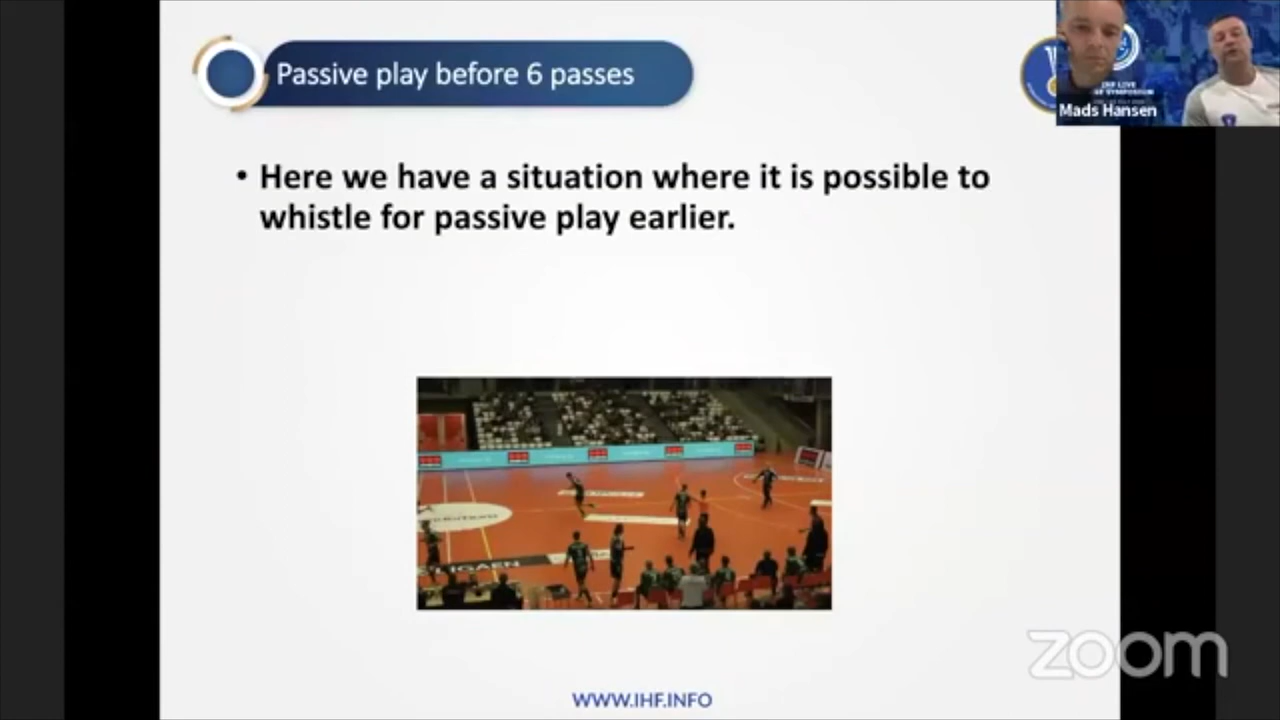 Passive play before 6 passes
Mads Hansen
• Here we have a situation where it is possible to
whistle for passive play earlier.
LIGAEN
zoom
WWW.IHF.INFO